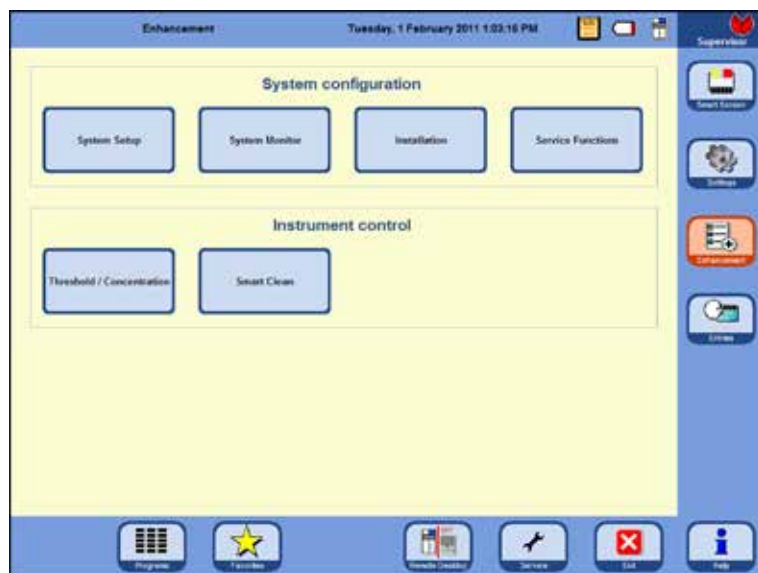 Enhancement
Tuesday, 1 February 2011 1:03:16 PM
Supervisor
System configuration
System Setup
System Monitor
Installation
Service Functions
Smart Screen
Settings
Instrument control
Threshold / Concentration
Smart Clean
Enhancement
Extras
Programs
Favorites
Remote Desktop
Service
Exit
Help